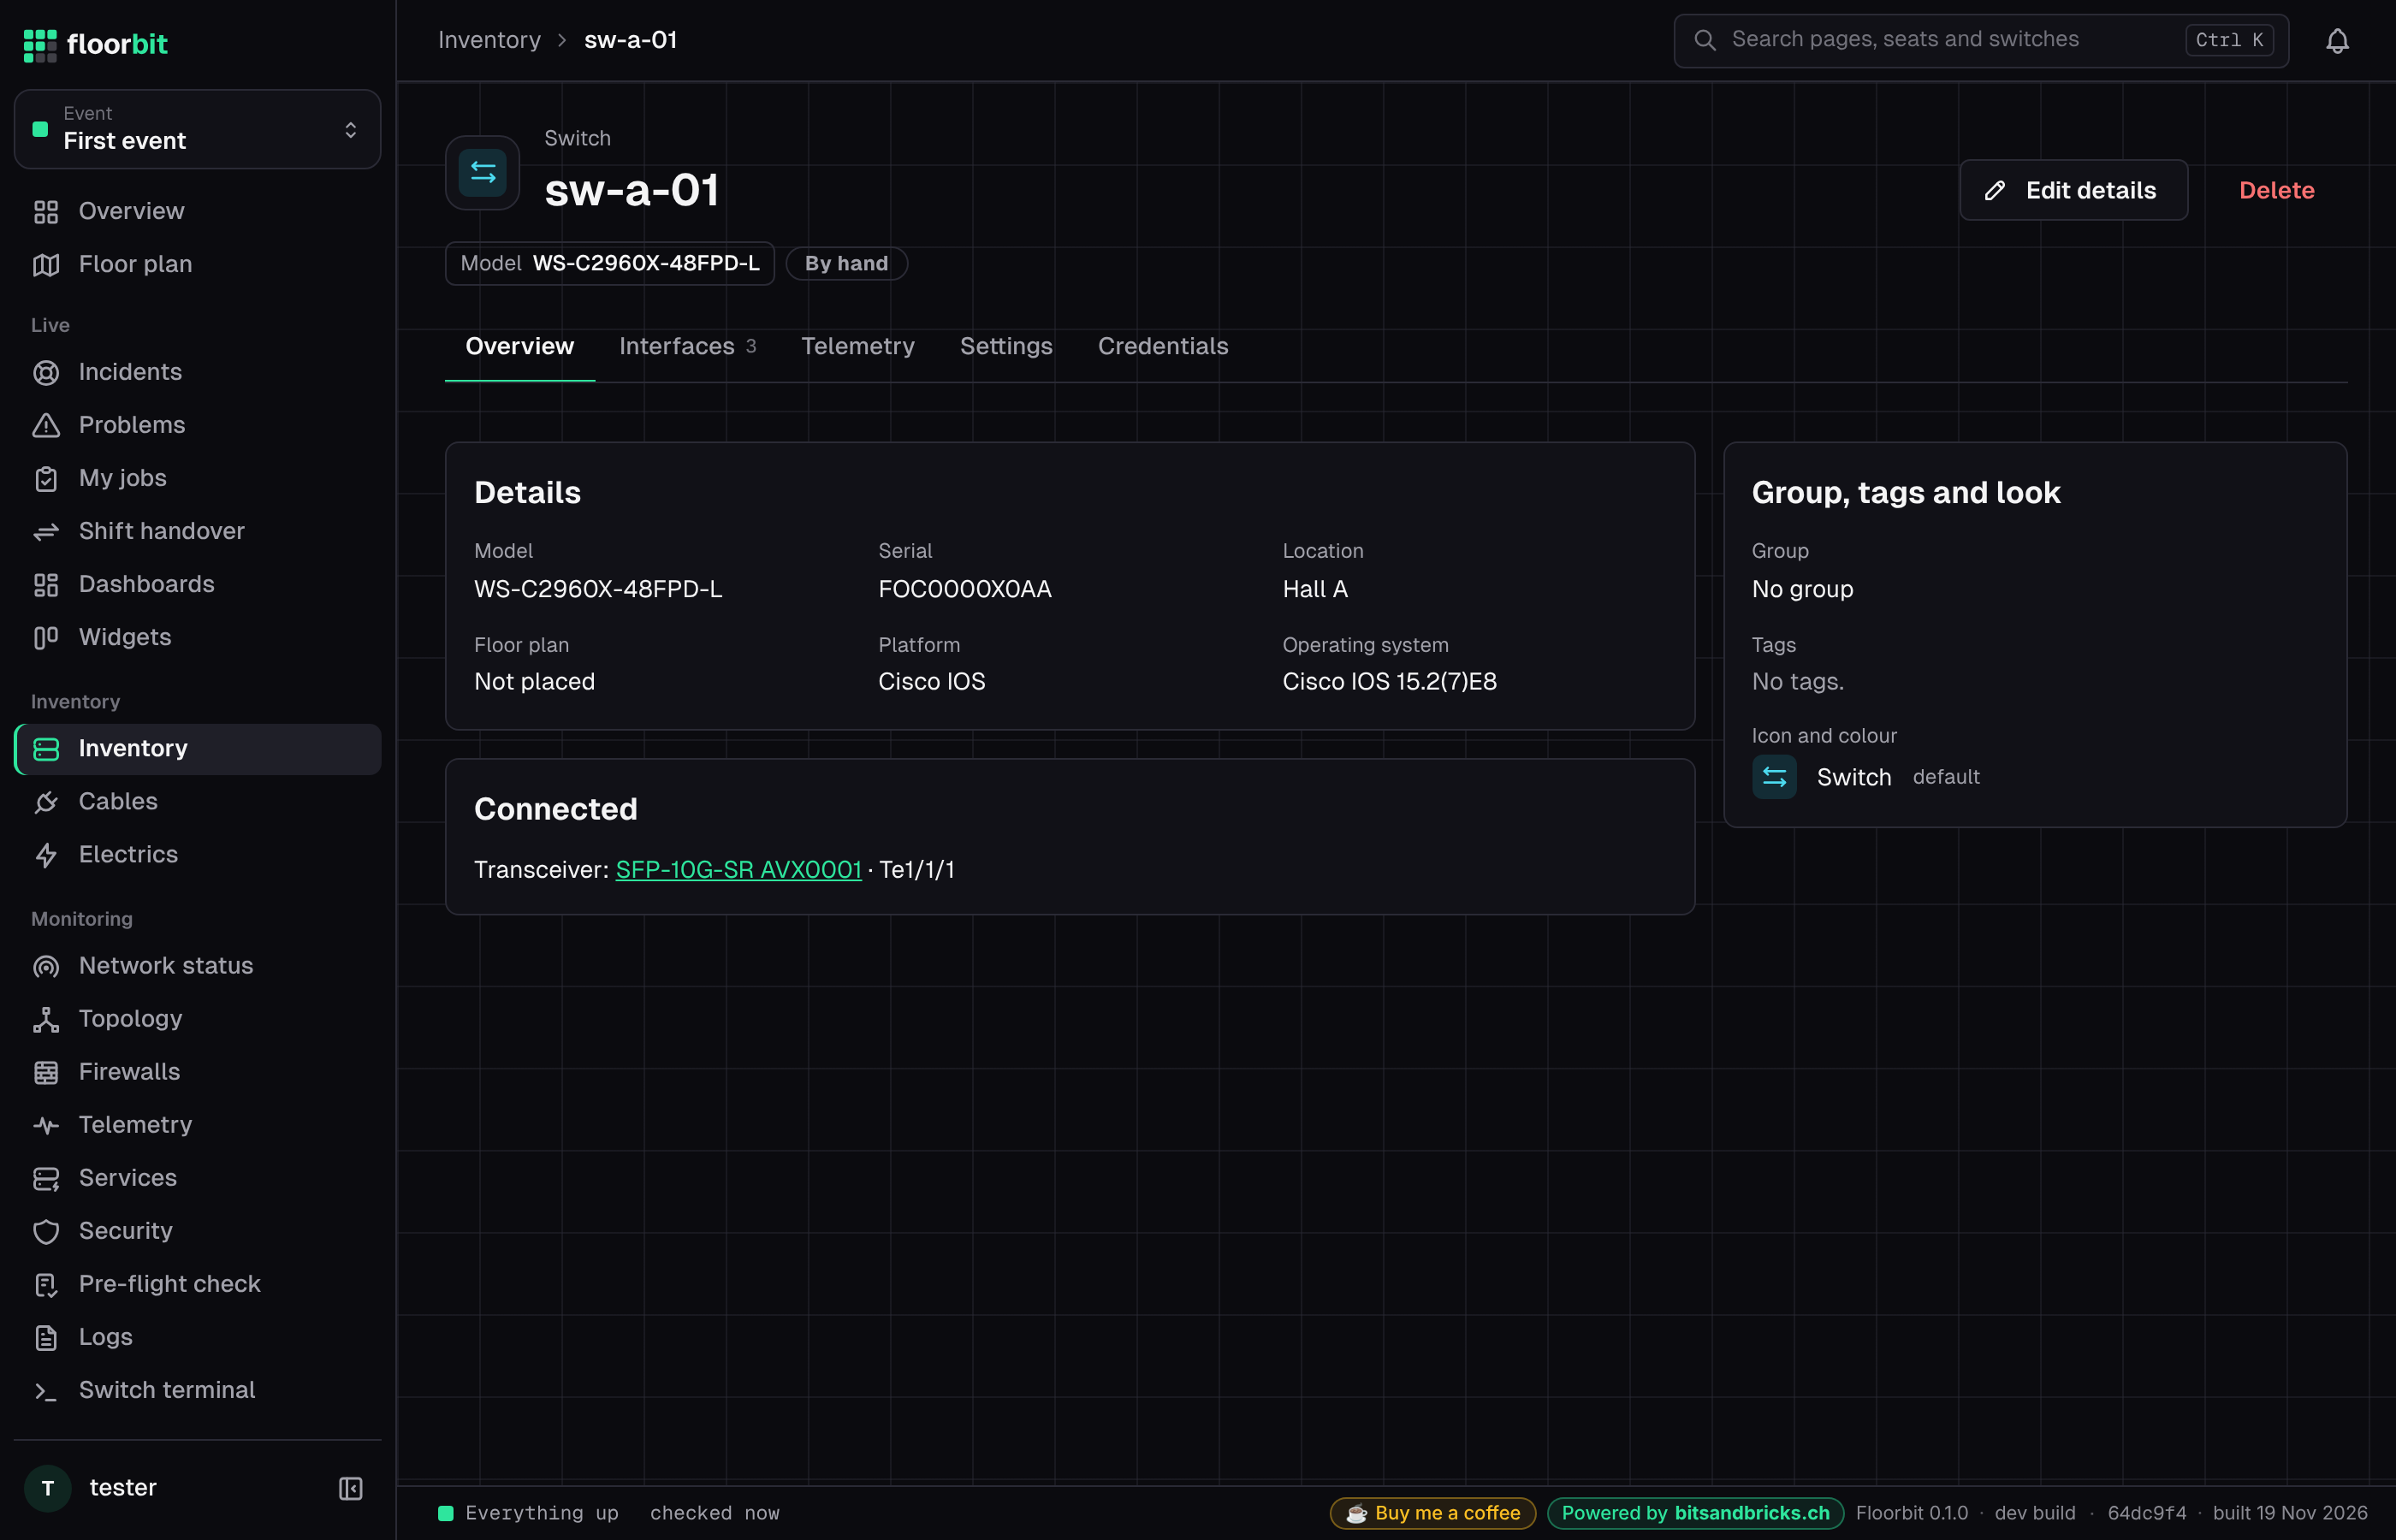 floorbit
Event
First event
Overview
Floor plan
Live
Incidents
Problems
My jobs
Shift handover
Dashboards
Widgets
Inventory
Inventory
Cables
Electrics
Monitoring
Network status
Topology
Firewalls
Telemetry
Services
Security
Pre-flight check
Logs
Switch terminal
T tester
Inventory > sw-a-01
Search pages, seats and switches Ctrl K
Switch
sw-a-01
Edit details Delete
Model WS-C2960X-48FPD-L By hand
Overview Interfaces 3 Telemetry Settings Credentials
Details
Model Serial Location
WS-C2960X-48FPD-L FOC0000X0AA Hall A
Floor plan Platform Operating system
Not placed Cisco IOS Cisco IOS 15.2(7)E8
Connected
Transceiver: SFP-10G-SR AVX0001 · Te1/1/1
Group, tags and look
Group
No group
Tags
No tags.
Icon and colour
Switch default
Everything up checked now
Buy me a coffee Powered by bitsandbricks.ch Floorbit 0.1.0 · dev build · 64dc9f4 · built 19 Nov 2026